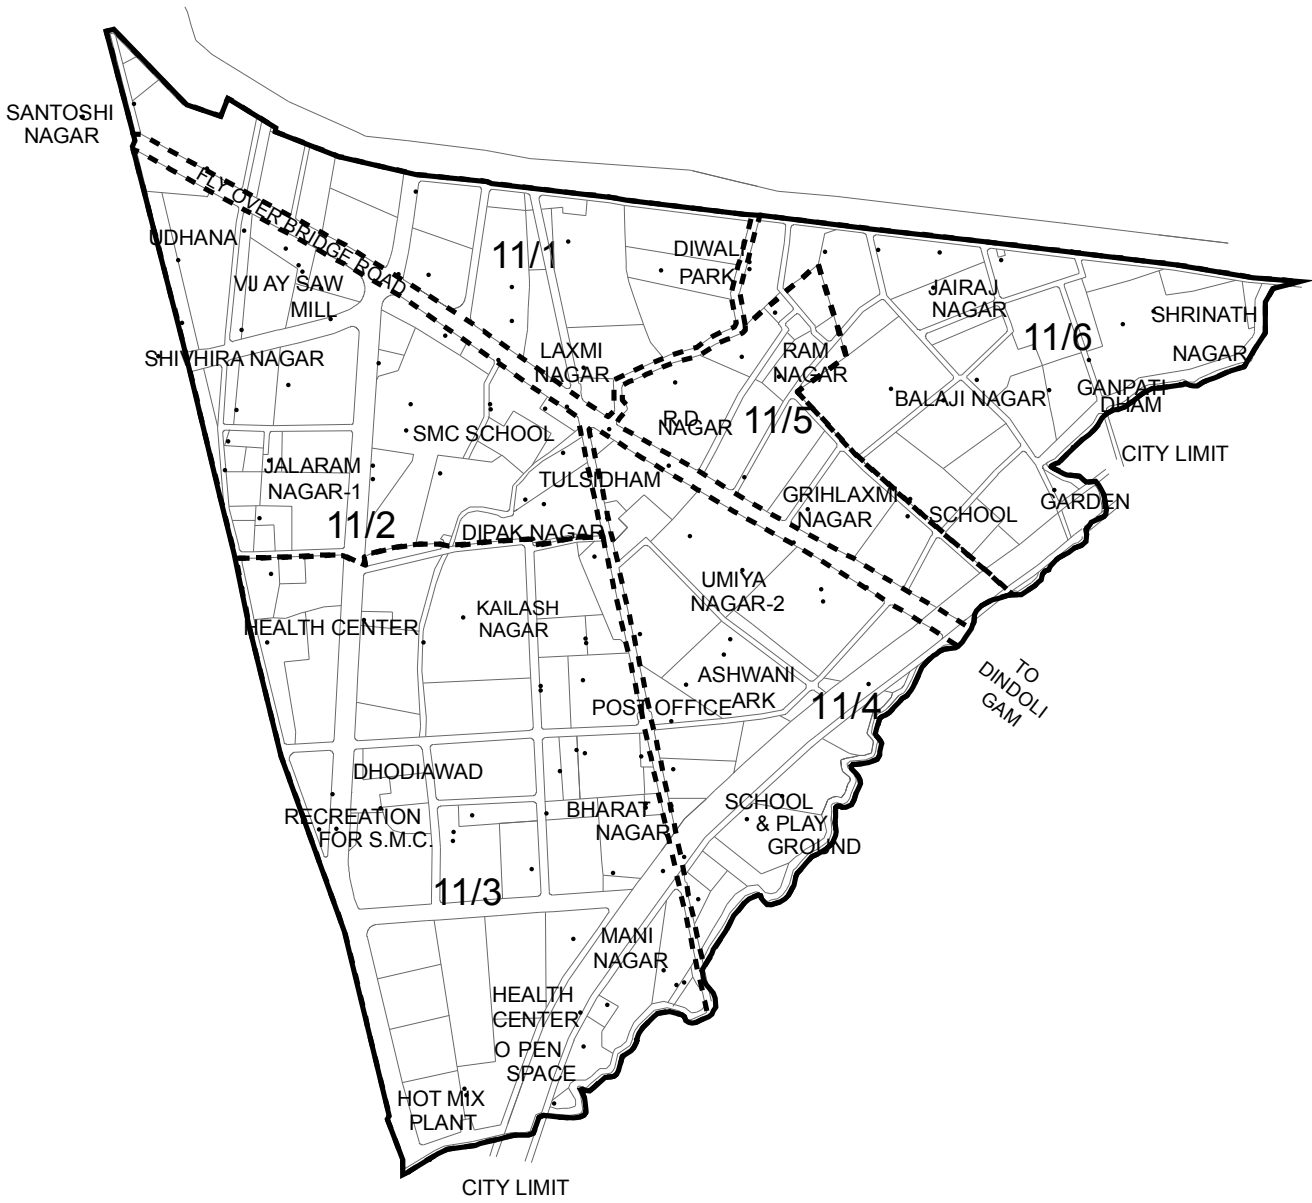 SANTOSHI
NAGAR
FLY OVER BRIDGE ROAD
UDHANA
VIJAY SAW
MILL
SHIVHIRA NAGAR
11/1
DIWAL
PARK
JAIRAJ
NAGAR
11/6
SHRINATH
NAGAR
LAXMI
NAGAR
RAM
NAGAR
BALAJI NAGAR
GANPATI
DHAM
R.D.
NAGAR
11/5
SMC SCHOOL
CITY LIMIT
JALARAM
NAGAR-1
TULSIDHAM
GRIHLAXMI
NAGAR
SCHOOL
GARDEN
11/2
DIPAK NAGAR
UMIYA
NAGAR-2
KAILASH
NAGAR
HEALTH CENTER
ASHWANI
ARK
TO
DINDOLI
GAM
POST OFFICE
11/4
DHODIAWAD
RECREATION
FOR S.M.C.
BHARAT
NAGAR
SCHOOL
& PLAY
GROUND
11/3
MANI
NAGAR
HEALTH
CENTER
O PEN
SPACE
HOT MIX
PLANT
CITY LIMIT